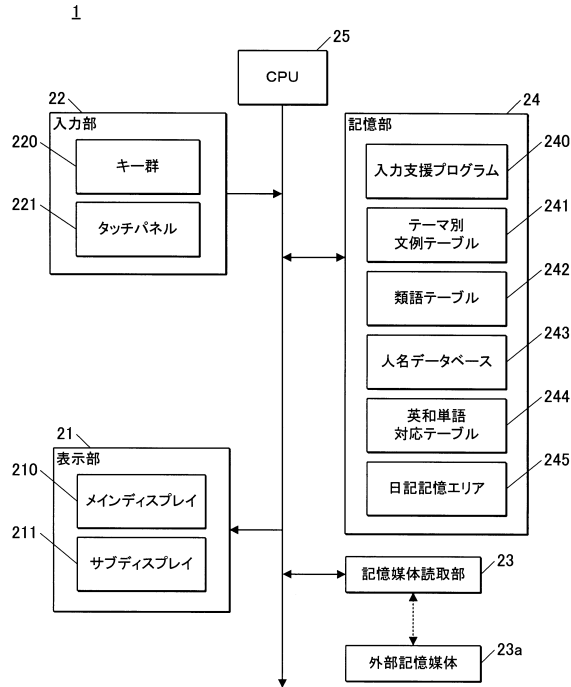 1
25
CPU
22
入力部
220
キー群
221
タッチパネル
24
記憶部
240
入力支援プログラム
241
テーマ別
文例テーブル
242
類語テーブル
243
人名データベース
244
英和単語
対応テーブル
245
日記記憶エリア
21
表示部
210
メインディスプレイ
211
サブディスプレイ
23
記憶媒体読取部
23a
外部記憶媒体